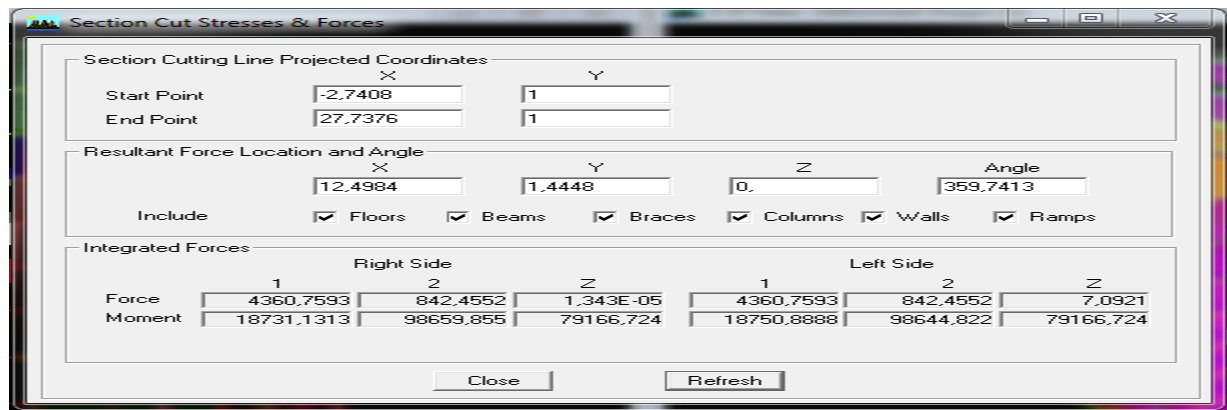 Section Cut Stresses & Forces
Section Cutting Line Projected Coordinates
X Y
Start Point -2,7408 1
End Point 27,7376 1
Resultant Force Location and Angle
X Y Z Angle
12,4984 1,4448 0, 359,7413
Include Floors Beams Braces Columns Walls Ramps
Integrated Forces
Right Side Left Side
1 2 Z 1 2 Z
Force 4360,7593 842,4552 1,343E-05 4360,7593 842,4552 7,0921
Moment 18731,1313 98659,855 79166,724 18750,8888 98644,822 79166,724
Close Refresh